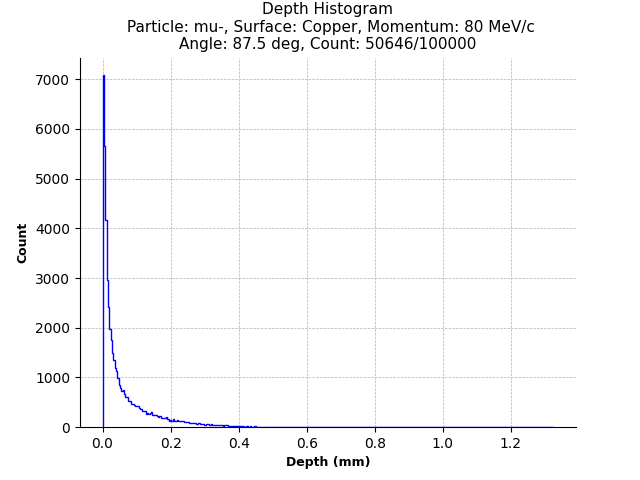 Depth Histogram
Particle: mu-, Surface: Copper, Momentum: 80 MeV/c
Angle: 87.5 deg, Count: 50646/100000
7000
6000
5000
4000
3000
2000
1000
0
Count
0.0 0.2 0.4 0.6 0.8 1.0 1.2
Depth (mm)